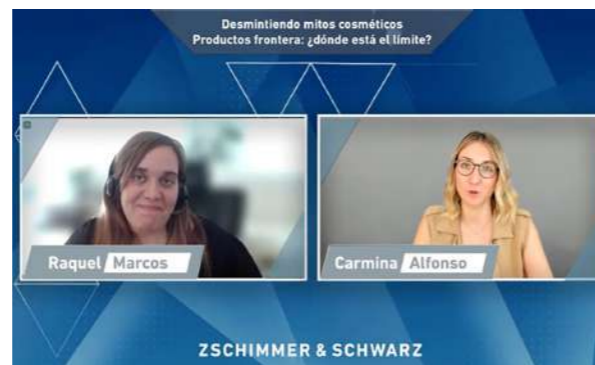 Desmintiendo mitos cosméticos
Productos frontera: ¿dónde está el límite?
Raquel Marcos
Carmina Alfonso
ZSCHIMMER & SCHWARZ